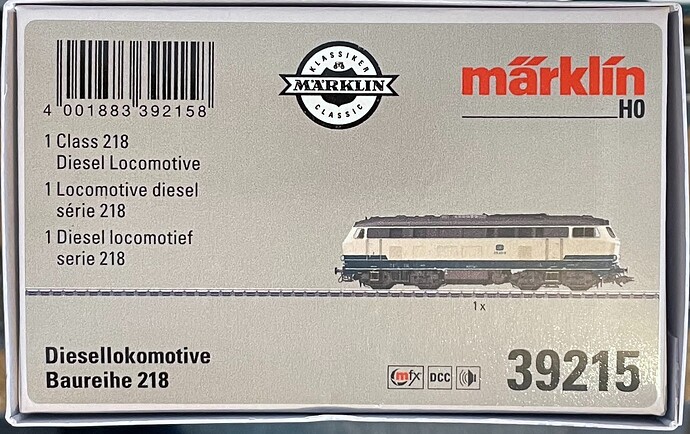 4 001883 392158
KLASSIKER
MÄRKLIN
CLASSIC
märklín
HO
1 Class 218
Diesel Locomotive
1 Locomotive diesel
série 218
1 Diesel locomotief
serie 218
1 x
Diesellokomotive
Baureihe 218
mfx
DCC
39215